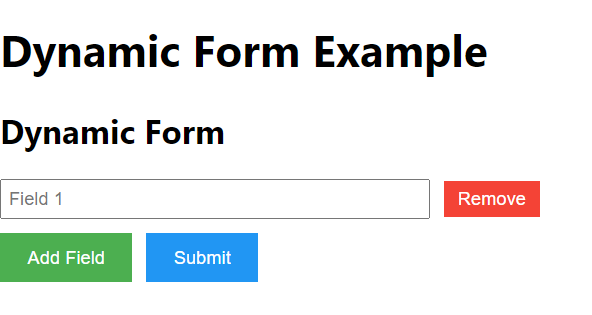 Dynamic Form Example
Dynamic Form
Field 1 Remove
Add Field Submit